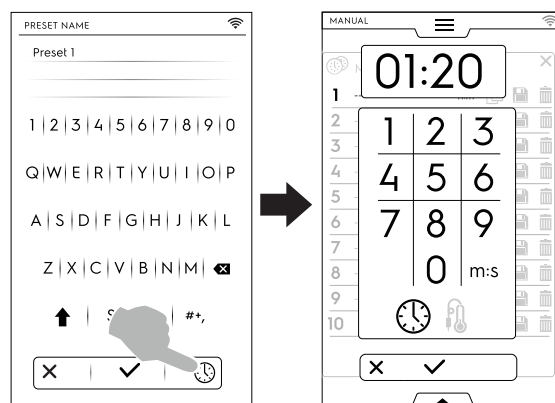 PRESET NAME
Preset 1
1 2 3 4 5 6 7 8 9 0
Q W E R T Y U I O P
A S D F G H J K L
Z X C V B N M
#+,
MANUAL
01:20
1
2
3
4
5
6
7
8
9
10
1 2 3
4 5 6
7 8 9
0 m:s